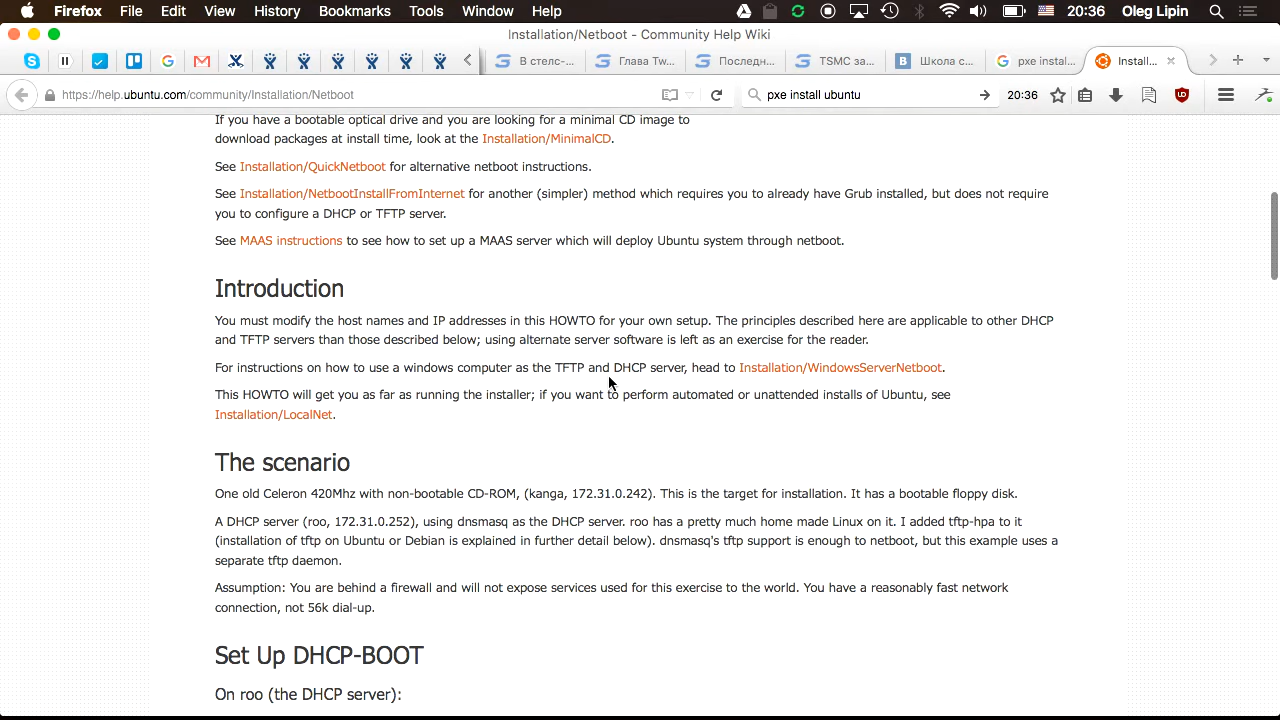 Firefox File Edit View History Bookmarks Tools Window Help 20:36 Oleg Lipin
Installation/Netboot - Community Help Wiki
В стелс-... Глава Tw... Последн... TSMC за... Школа с... pxe instal... Install...
https://help.ubuntu.com/community/Installation/Netboot pxe install ubuntu 20:36
If you have a bootable optical drive and you are looking for a minimal CD image to
download packages at install time, look at the Installation/MinimalCD.
See Installation/QuickNetboot for alternative netboot instructions.
See Installation/NetbootInstallFromInternet for another (simpler) method which requires you to already have Grub installed, but does not require
you to configure a DHCP or TFTP server.
See MAAS instructions to see how to set up a MAAS server which will deploy Ubuntu system through netboot.
Introduction
You must modify the host names and IP addresses in this HOWTO for your own setup. The principles described here are applicable to other DHCP
and TFTP servers than those described below; using alternate server software is left as an exercise for the reader.
For instructions on how to use a windows computer as the TFTP and DHCP server, head to Installation/WindowsServerNetboot.
This HOWTO will get you as far as running the installer; if you want to perform automated or unattended installs of Ubuntu, see
Installation/LocalNet.
The scenario
One old Celeron 420Mhz with non-bootable CD-ROM, (kanga, 172.31.0.242). This is the target for installation. It has a bootable floppy disk.
A DHCP server (roo, 172.31.0.252), using dnsmasq as the DHCP server. roo has a pretty much home made Linux on it. I added tftp-hpa to it
(installation of tftp on Ubuntu or Debian is explained in further detail below). dnsmasq's tftp support is enough to netboot, but this example uses a
separate tftp daemon.
Assumption: You are behind a firewall and will not expose services used for this exercise to the world. You have a reasonably fast network
connection, not 56k dial-up.
Set Up DHCP-BOOT
On roo (the DHCP server):